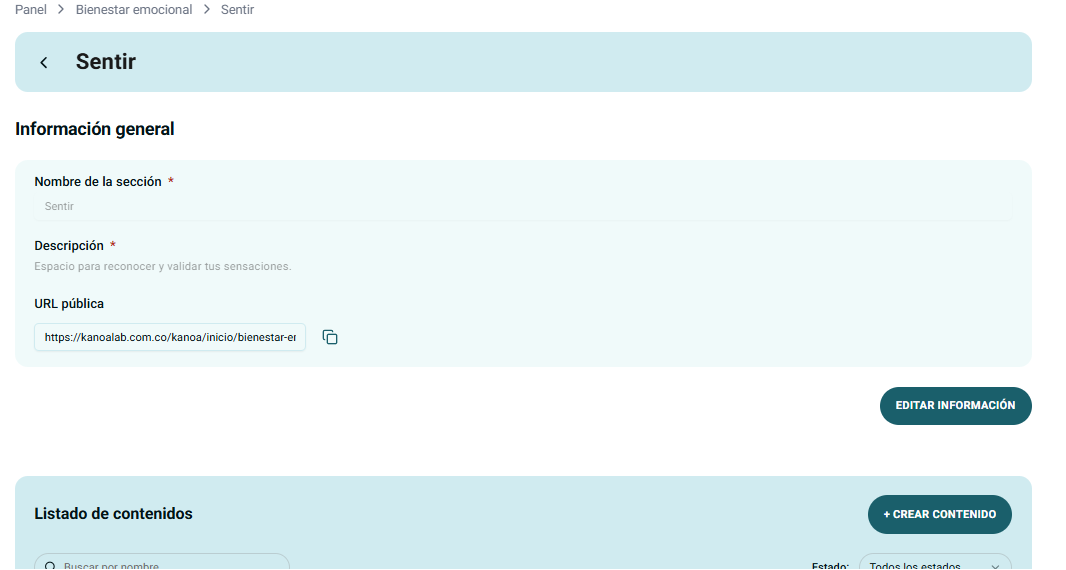 Panel > Bienestar emocional > Sentir
Sentir
Información general
Nombre de la sección *
Sentir
Descripción *
Espacio para reconocer y validar tus sensaciones.
URL pública
https://kanoalab.com.co/kanoa/inicio/bienestar-er
EDITAR INFORMACIÓN
Listado de contenidos
+ CREAR CONTENIDO
Buscar por nombre
Estado: Todos los estados